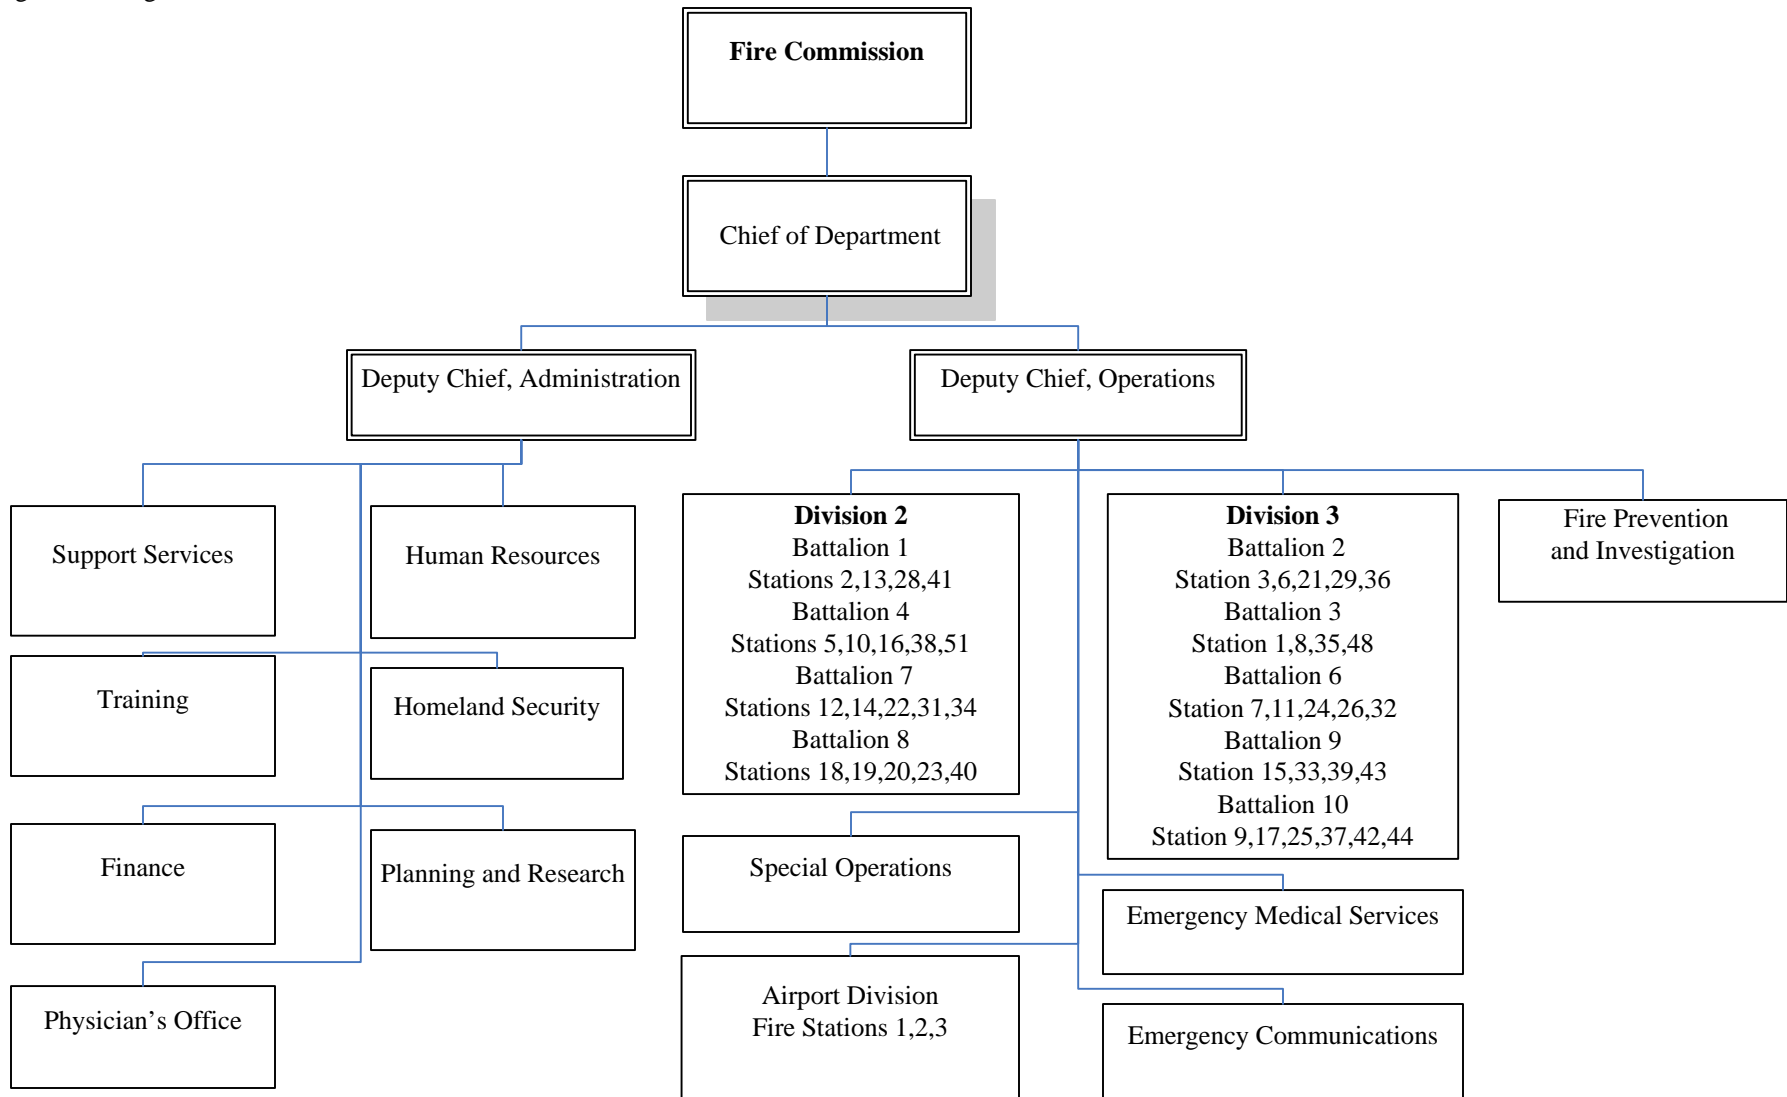 Fire Commission
Chief of Department
Deputy Chief, Administration
Deputy Chief, Operations
Support Services
Human Resources
Division 2
Battalion 1
Stations 2,13,28,41
Battalion 4
Stations 5,10,16,38,51
Battalion 7
Stations 12,14,22,31,34
Battalion 8
Stations 18,19,20,23,40
Division 3
Battalion 2
Station 3,6,21,29,36
Battalion 3
Station 1,8,35,48
Battalion 6
Station 7,11,24,26,32
Battalion 9
Station 15,33,39,43
Battalion 10
Station 9,17,25,37,42,44
Fire Prevention
and Investigation
Training
Homeland Security
Finance
Planning and Research
Special Operations
Emergency Medical Services
Physician’s Office
Airport Division
Fire Stations 1,2,3
Emergency Communications